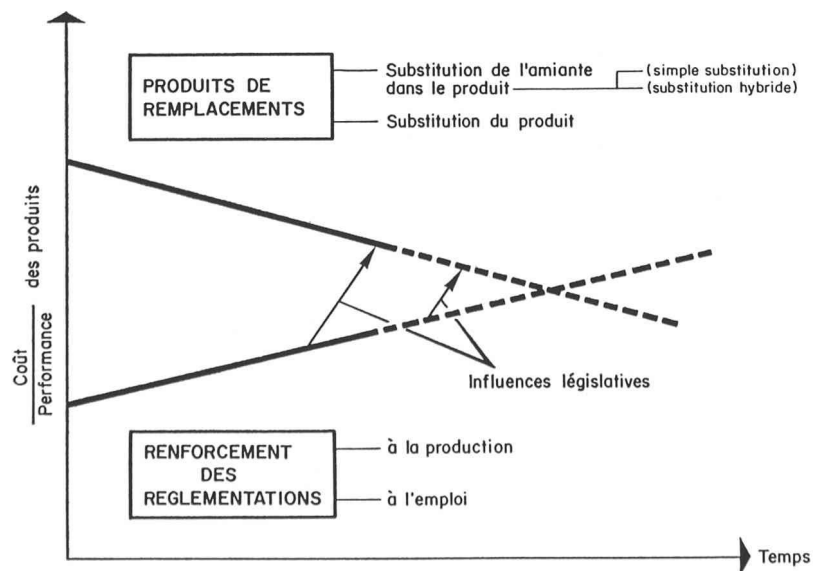 PRODUITS DE
REMPLACEMENTS
Substitution de l'amiante
dans le produit
(simple substitution)
(substitution hybride)
Substitution du produit
Coût
Performance
des produits
Influences législatives
RENFORCEMENT
DES
REGLEMENTATIONS
à la production
à l'emploi
Temps